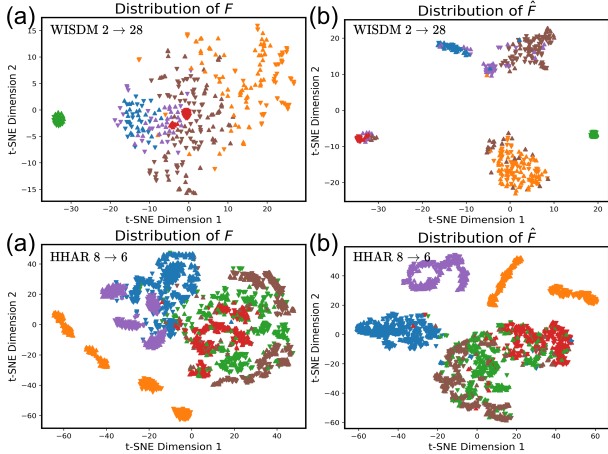 (a)
Distribution of F
WISDM 2 → 28
15
10
5
0
−5
−10
−15
t-SNE Dimension 2
−30
−20
−10
0
10
20
t-SNE Dimension 1
(b)
Distribution of F̂
WISDM 2 → 28
20
10
0
−10
−20
t-SNE Dimension 2
−30
−20
−10
0
10
20
t-SNE Dimension 1
(a)
Distribution of F
HHAR 8 → 6
40
20
0
−20
−40
−60
t-SNE Dimension 2
−60
−40
−20
0
20
40
t-SNE Dimension 1
(b)
Distribution of F̂
HHAR 8 → 6
60
40
20
0
−20
−40
−60
t-SNE Dimension 2
−60
−40
−20
0
20
40
60
t-SNE Dimension 1